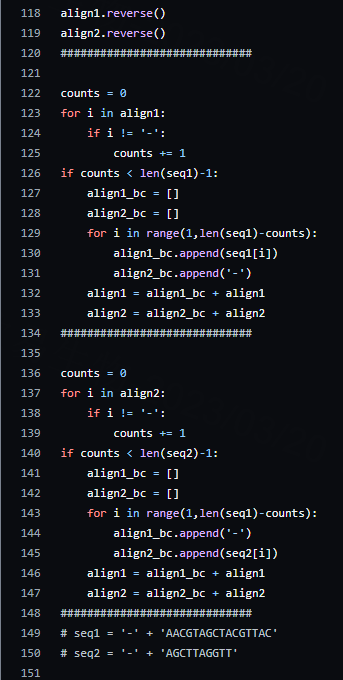 118 align1.reverse()
119 align2.reverse()
120 #############################
121
122 counts = 0
123 for i in align1:
124     if i != '-':
125         counts += 1
126 if counts < len(seq1)-1:
127     align1_bc = []
128     align2_bc = []
129     for i in range(1,len(seq1)-counts):
130         align1_bc.append(seq1[i])
131         align2_bc.append('-')
132     align1 = align1_bc + align1
133     align2 = align2_bc + align2
134 #############################
135
136 counts = 0
137 for i in align2:
138     if i != '-':
139         counts += 1
140 if counts < len(seq2)-1:
141     align1_bc = []
142     align2_bc = []
143     for i in range(1,len(seq1)-counts):
144         align1_bc.append('-')
145         align2_bc.append(seq2[i])
146     align1 = align1_bc + align1
147     align2 = align2_bc + align2
148 #############################
149 # seq1 = '-' + 'AACGTAGCTACGTTAC'
150 # seq2 = '-' + 'AGCTTAGGTT'
151